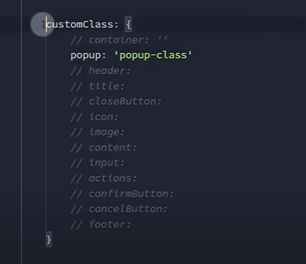 customClass: {
// container: ''
popup: 'popup-class'
// header:
// title:
// closeButton:
// icon:
// image:
// content:
// input:
// actions:
// confirmButton:
// cancelButton:
// footer:
}